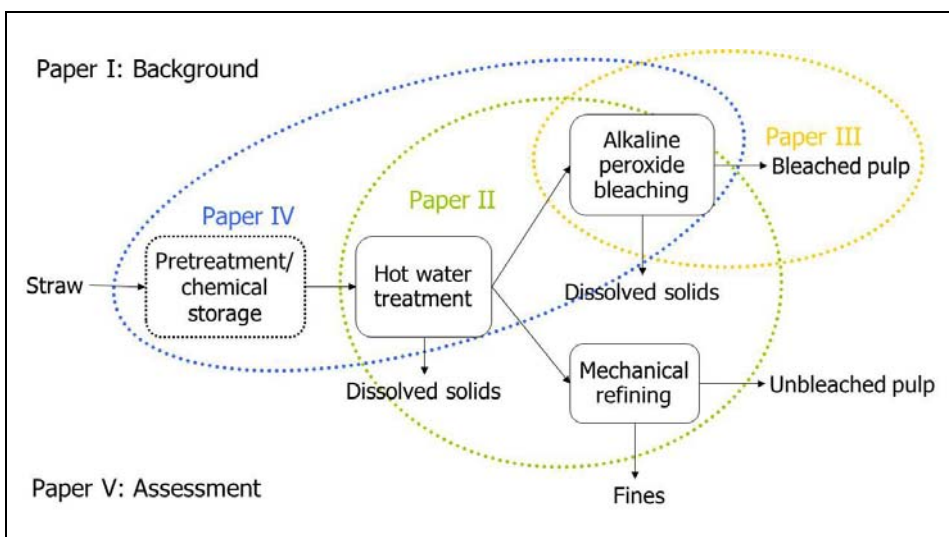 Paper I: Background
Alkaline
peroxide
bleaching
Paper III
Bleached pulp
Paper IV
Paper II
Straw
Pretreatment/
chemical
storage
Hot water
treatment
Dissolved solids
Dissolved solids
Mechanical
refining
Unbleached pulp
Paper V: Assessment
Fines